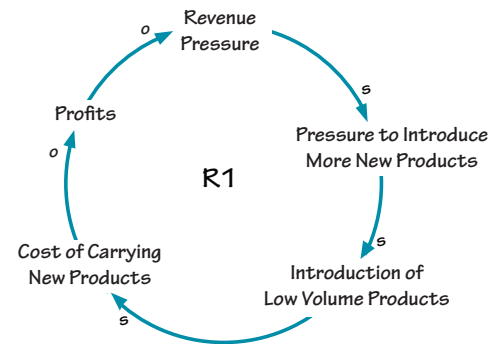 Revenue
Pressure
s
Pressure to Introduce
More New Products
s
Introduction of
Low Volume Products
s
Cost of Carrying
New Products
o
Profits
o
R1